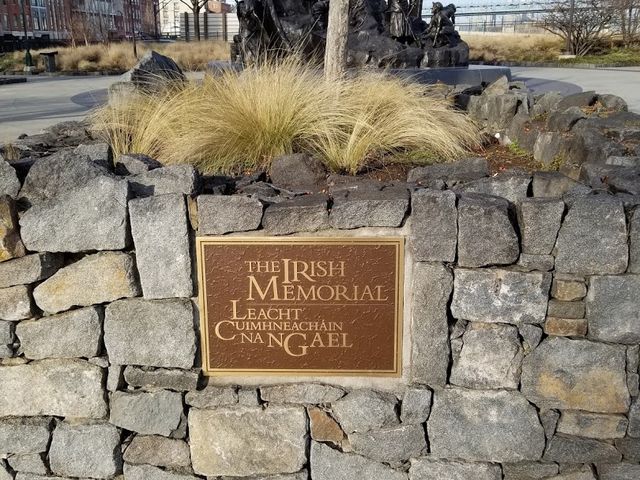 THE IRISH
MEMORIAL
LEACHT
CUIMHNEACHÁIN
NA NGAEL